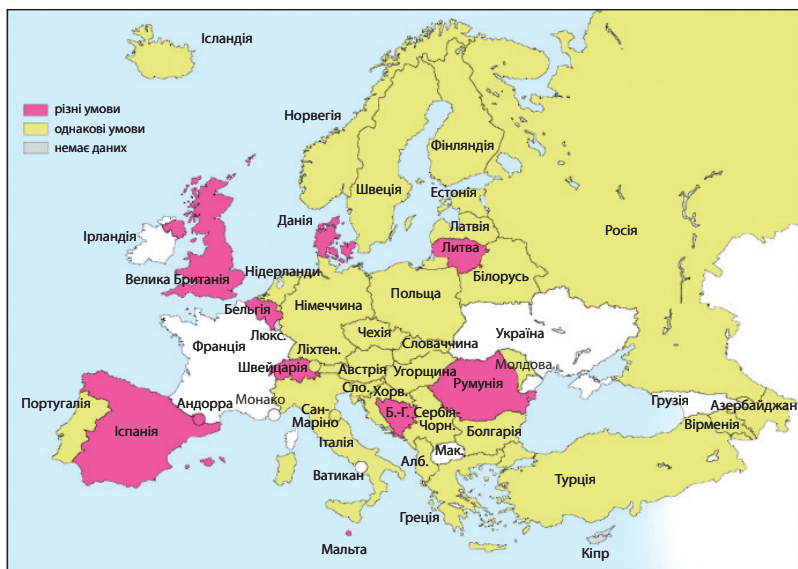 Ісландія
різні умови
однакові умови
немає даних
Норвегія
Фінляндія
Швеція
Естонія
Данія
Латвія
Росія
Ірландія
Литва
Велика Британія
Нідерланди
Білорусь
Німеччина
Польща
Бельгія
Люкс.
Чехія
Україна
Франція
Словаччина
Ліхтен.
Швейцарія
Австрія
Угорщина
Молдова
Румунія
Португалія
Андорра
Монако
Сло.
Хорв.
Грузія
Азербайджан
Іспанія
Сан-
Маріно
Б.-Г.
Сербія-
Чорн.
Болгарія
Вірменія
Італія
Мак.
Алб.
Ватикан
Туреччина
Греція
Мальта
Кіпр